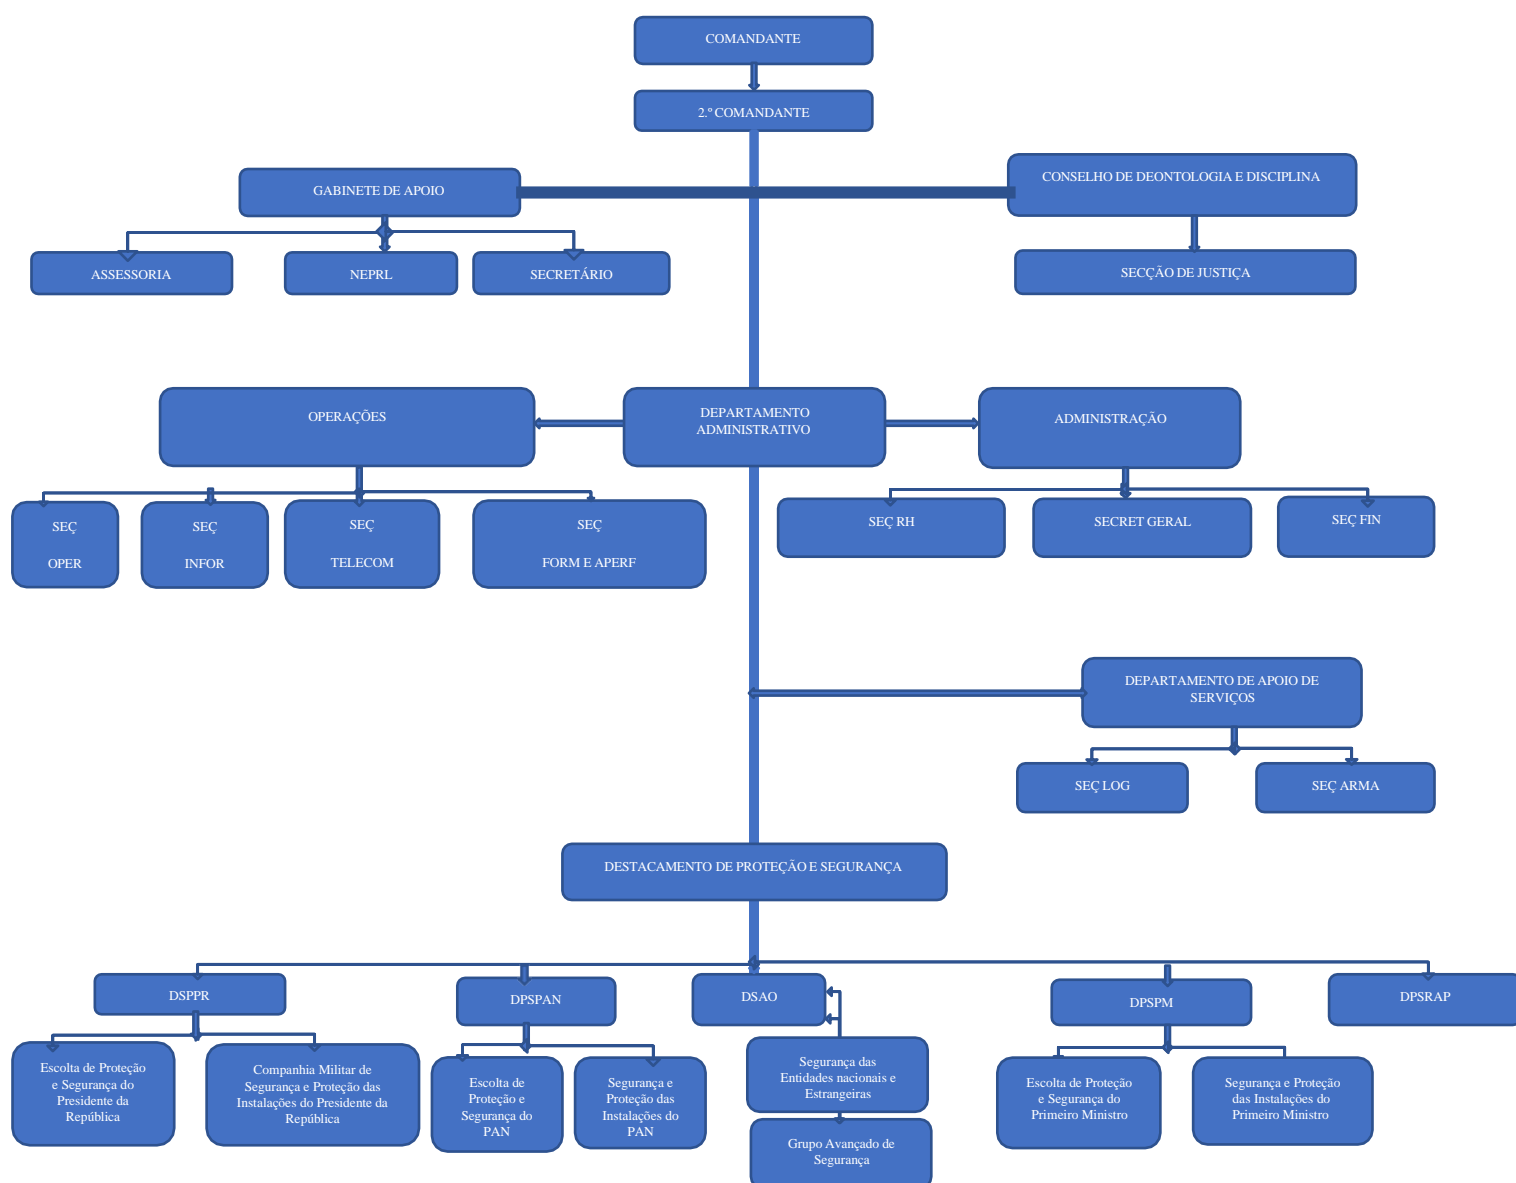 COMANDANTE
2.º COMANDANTE
GABINETE DE APOIO
CONSELHO DE DEONTOLOGIA E DISCIPLINA
ASSESSORIA
NEPRL
SECRETÁRIO
SECÇÃO DE JUSTIÇA
OPERAÇÕES
DEPARTAMENTO
ADMINISTRATIVO
ADMINISTRAÇÃO
SEÇ
OPER
SEÇ
INFOR
SEÇ
TELECOM
SEÇ
FORM E APERF
SEÇ RH
SECRET GERAL
SEÇ FIN
DEPARTAMENTO DE APOIO DE
SERVIÇOS
SEÇ LOG
SEÇ ARMA
DESTACAMENTO DE PROTEÇÃO E SEGURANÇA
DSPPR
DPSPAN
DSAO
DPSPM
DPSRAP
Escolta de Proteção
e Segurança do
Presidente da
República
Companhia Militar de
Segurança e Proteção das
Instalações do Presidente da
República
Escolta de
Proteção e
Segurança do
PAN
Segurança e
Proteção das
Instalações do
PAN
Segurança das
Entidades nacionais e
Estrangeiras
Grupo Avançado de
Segurança
Escolta de Proteção
e Segurança do
Primeiro Ministro
Segurança e Proteção
das Instalações do
Primeiro Ministro